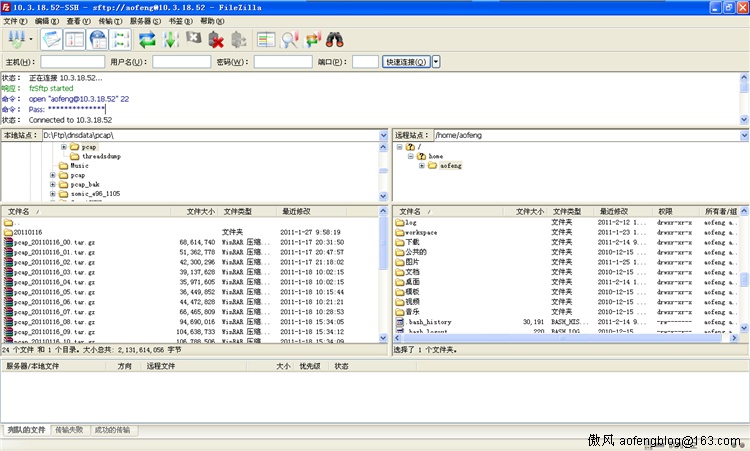 10.3.18.52-SSH - sftp://aofeng@10.3.18.52 - FileZilla
文件(F) 编辑(E) 查看(V) 传输(T) 服务器(S) 书签(B) 帮助(H)
主机(H): 用户名(U): 密码(W): 端口(P): 快速连接(Q)
状态: 正在连接 10.3.18.52...
响应: fzSftp started
命令: open "aofeng@10.3.18.52" 22
命令: Pass: **************
状态: Connected to 10.3.18.52
本地站点: D:\Ftp\dnsdata\pcap\
pcap
threadsdump
Music
pcap
pcap_bak
sonic_a96_1105
远程站点: /home/aofeng
/
home
aofeng
文件名 / 文件大小 文件类型 最近修改
..
20110116 文件夹 2011-1-27 9:58:19
pcap_20110116_00.tar.gz 68,614,740 WinRAR 压缩... 2011-1-17 20:31:50
pcap_20110116_01.tar.gz 51,362,778 WinRAR 压缩... 2011-1-17 20:47:57
pcap_20110116_02.tar.gz 42,300,296 WinRAR 压缩... 2011-1-17 21:18:02
pcap_20110116_03.tar.gz 39,137,628 WinRAR 压缩... 2011-1-18 10:02:15
pcap_20110116_04.tar.gz 35,971,605 WinRAR 压缩... 2011-1-18 10:02:15
pcap_20110116_05.tar.gz 36,449,852 WinRAR 压缩... 2011-1-18 10:15:44
pcap_20110116_06.tar.gz 44,472,828 WinRAR 压缩... 2011-1-18 10:21:21
pcap_20110116_07.tar.gz 66,465,809 WinRAR 压缩... 2011-1-18 10:28:53
pcap_20110116_08.tar.gz 94,690,016 WinRAR 压缩... 2011-1-18 15:34:05
pcap_20110116_09.tar.gz 104,638,733 WinRAR 压缩... 2011-1-18 15:34:12
pcap_20110116_10.tar.gz 106,788,506 WinRAR 压缩... 2011-1-18 15:34:09
24 个文件 和 1 个目录。大小总共: 2,131,614,056 字节
文件名 / 文件大小 文件类型 最近修改 权限 所有者/组
log 文件夹 2011-2-12 1... drwxr-xr-x aofeng a...
workspace 文件夹 2011-1-23 1... drwxr-xr-x aofeng a...
下载 文件夹 2011-2-14 9... drwxr-xr-x aofeng a...
公共的 文件夹 2010-12-15 ... drwxr-xr-x aofeng a...
图片 文件夹 2011-1-25 1... drwxr-xr-x aofeng a...
文档 文件夹 2010-12-15 ... drwxr-xr-x aofeng a...
桌面 文件夹 2011-2-14 1... drwxr-xr-x aofeng a...
模板 文件夹 2010-12-15 ... drwxr-xr-x aofeng a...
视频 文件夹 2010-12-15 ... drwxr-xr-x aofeng a...
音乐 文件夹 2010-12-15 ... drwxr-xr-x aofeng a...
.bash_history 30,191 BASH_HIS... 2011-2-14 9... -rw------- aofeng a...
.bash_logout 220 BASH_LOG... 2010-12-15 ... -rw-r--r-- aofeng a...
选择了 1 个文件夹。
服务器/本地文件 方向 远程文件 大小 优先级 状态
列队的文件 传输失败 成功的传输
傲风 aofengblog@163.com